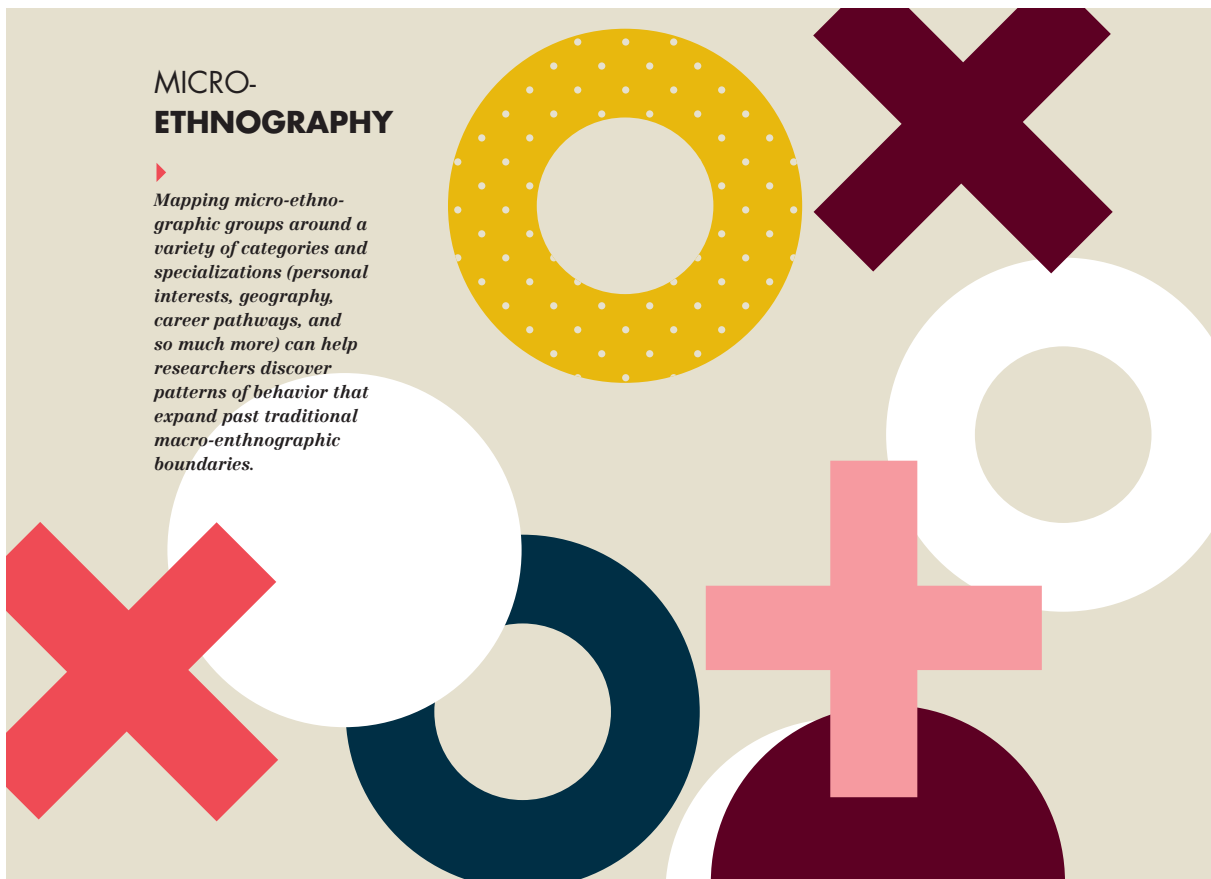 MICRO-
ETHNOGRAPHY
Mapping micro-ethno-
graphic groups around a
variety of categories and
specializations (personal
interests, geography,
career pathways, and
so much more) can help
researchers discover
patterns of behavior that
expand past traditional
macro-enthnographic
boundaries.